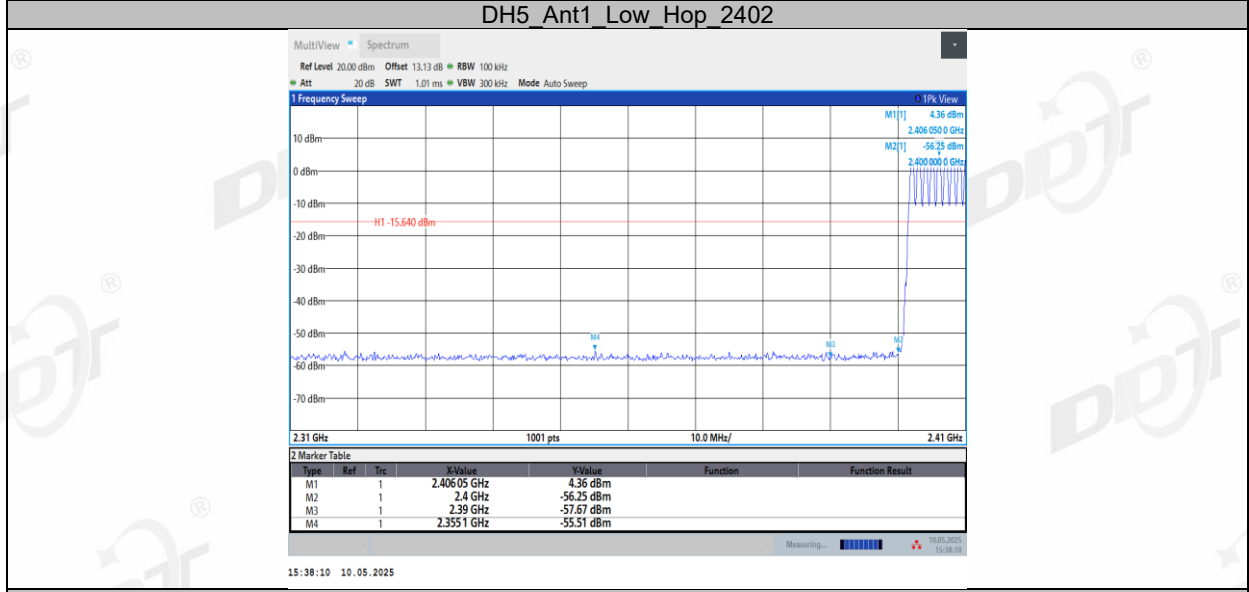 DH5_Ant1_Low_Hop_2402
MultiView Spectrum
Ref Level 20.00 dBm Offset 13.13 dB RBW 100 kHz
Att 20 dB SWT 1.01 ms VBW 300 kHz Mode Auto Sweep
1 Frequency Sweep 1Pk View
M1[1] 4.36 dBm
2.406 050 0 GHz
10 dBm
M2[1] -56.25 dBm
2.400 000 0 GHz
0 dBm
-10 dBm
H1 -15.640 dBm
-20 dBm
-30 dBm
-40 dBm
-50 dBm
M4 M3 M2
-60 dBm
-70 dBm
2.31 GHz 1001 pts 10.0 MHz/ 2.41 GHz
2 Marker Table
Type Ref Trc X-Value Y-Value Function Function Result
M1 1 2.40605 GHz 4.36 dBm
M2 1 2.4 GHz -56.25 dBm
M3 1 2.39 GHz -57.67 dBm
M4 1 2.3551 GHz -55.51 dBm
Measuring... 10.05.2025
15:38:10
15:38:10 10.05.2025
DDT ®
DDT ®
DDT ®
DDT ®
DDT ®